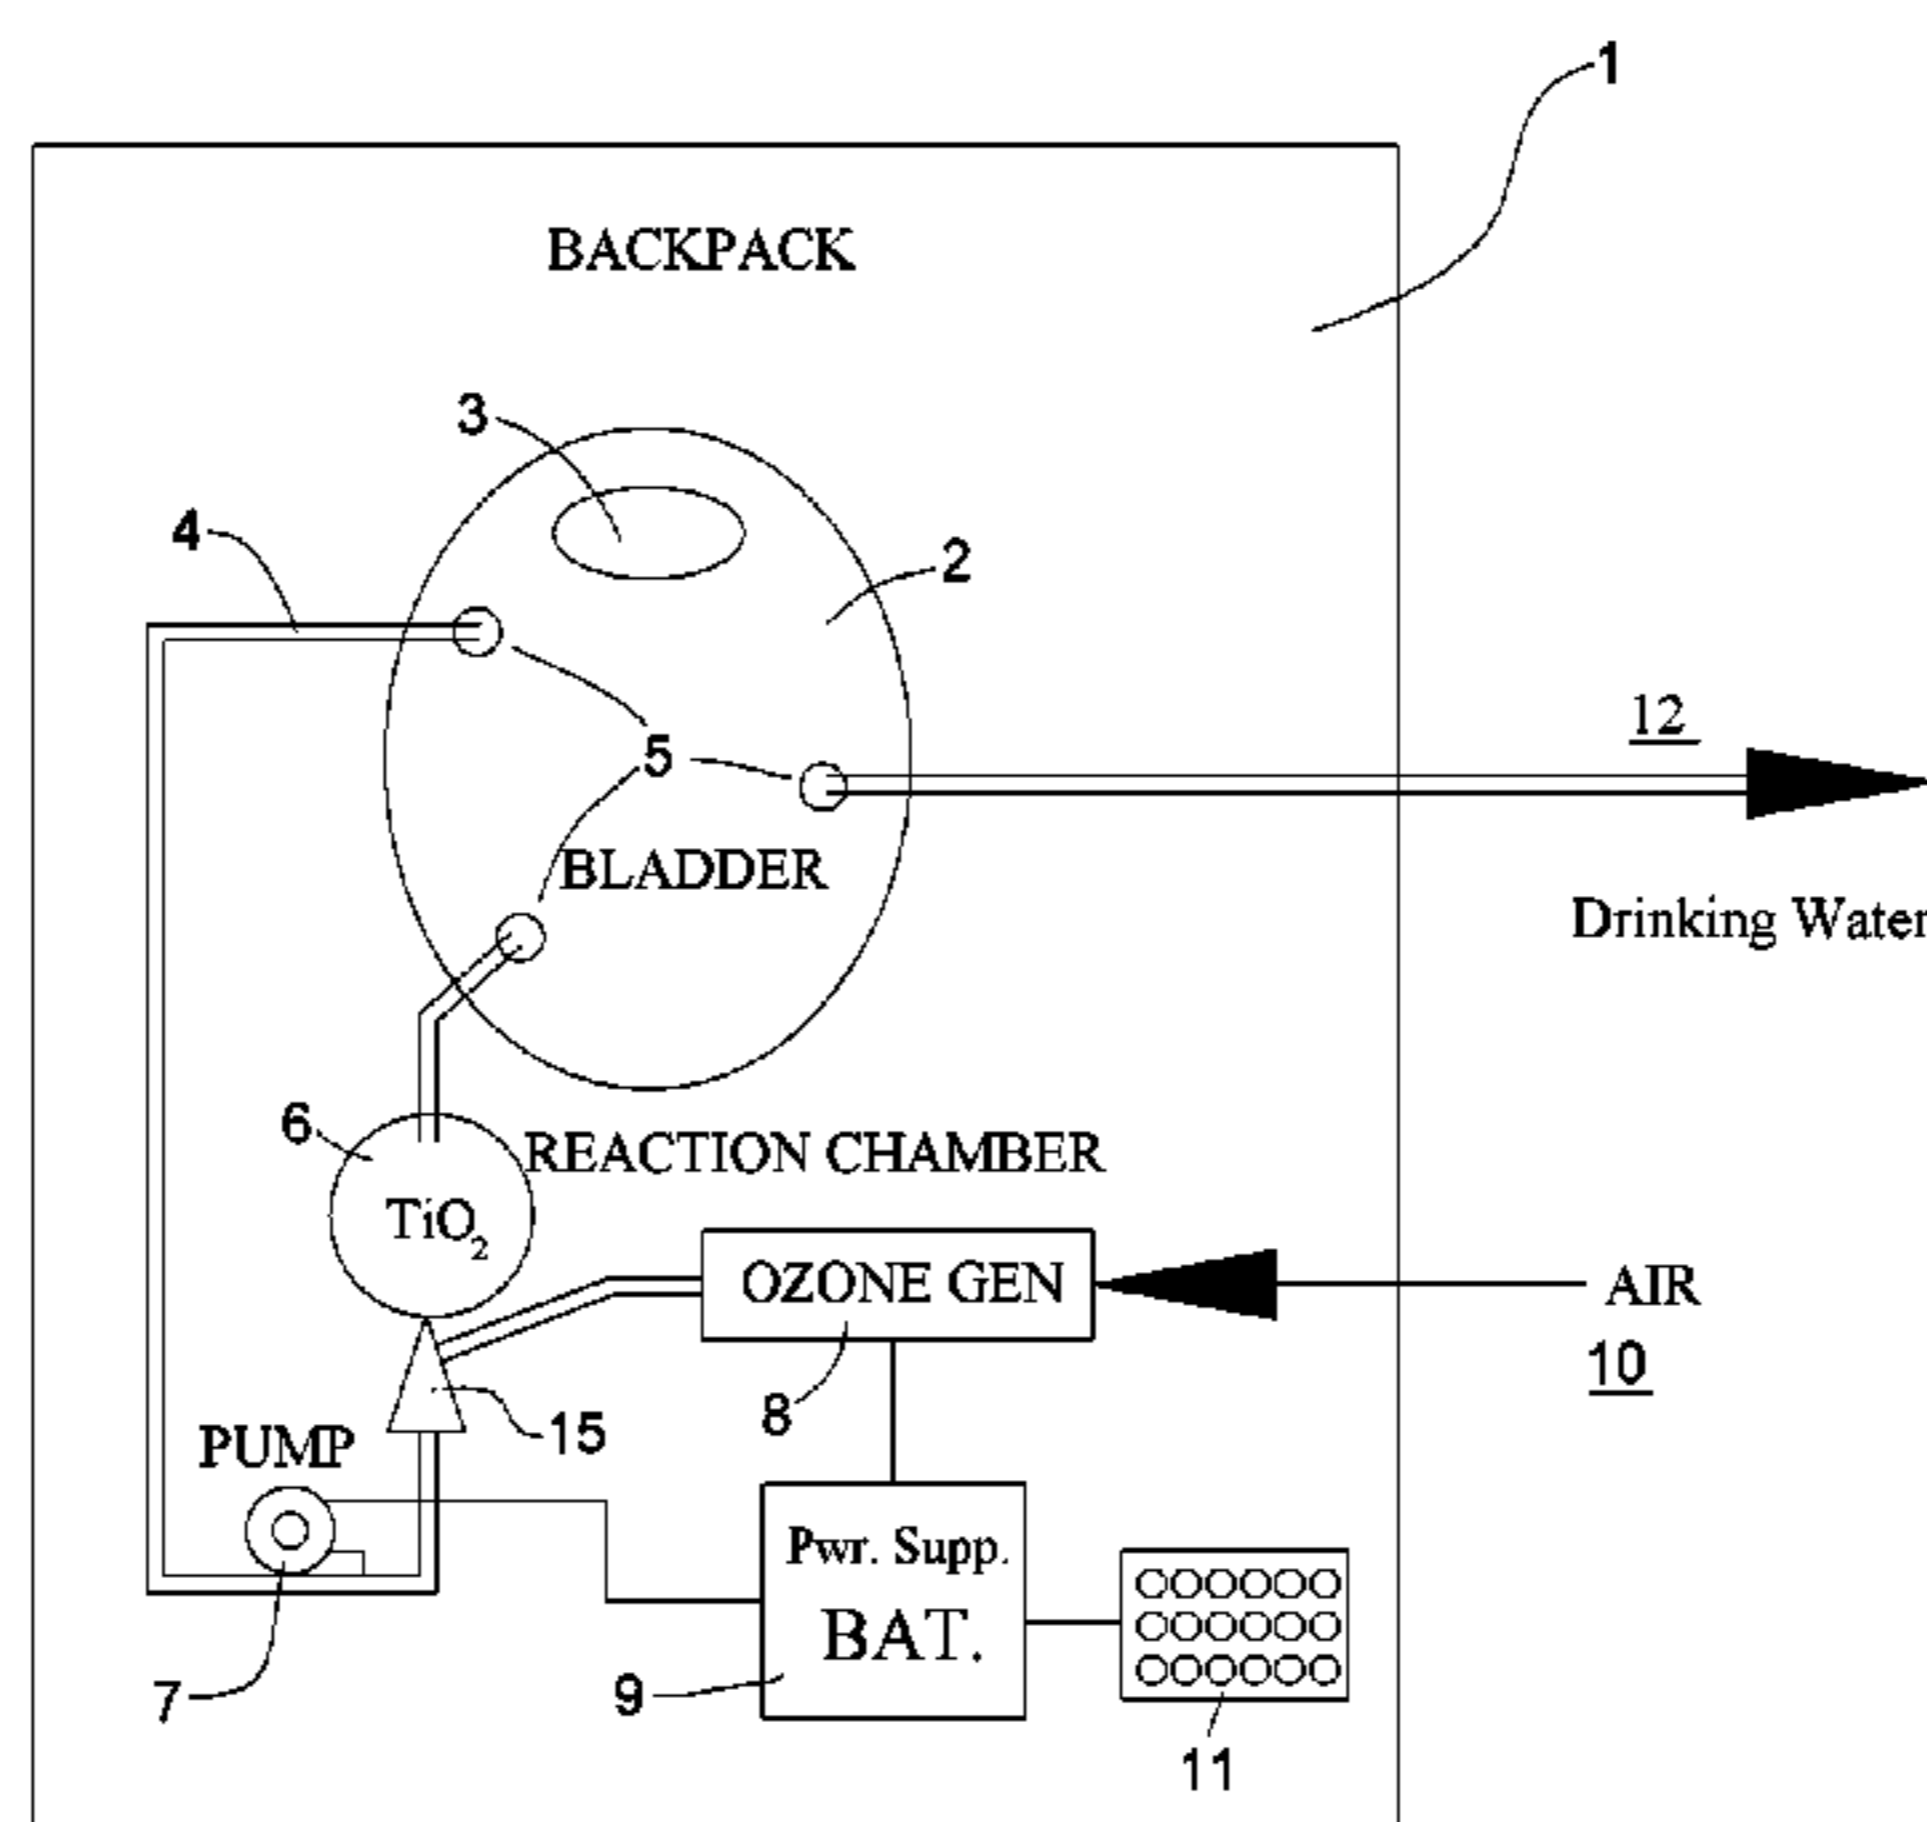 1
BACKPACK
3
4
2
12
5
BLADDER
Drinking Water
6
REACTION CHAMBER
TiO₂
OZONE GEN
AIR
10
8
15
PUMP
Pwr. Supp.
BAT.
9
7
11